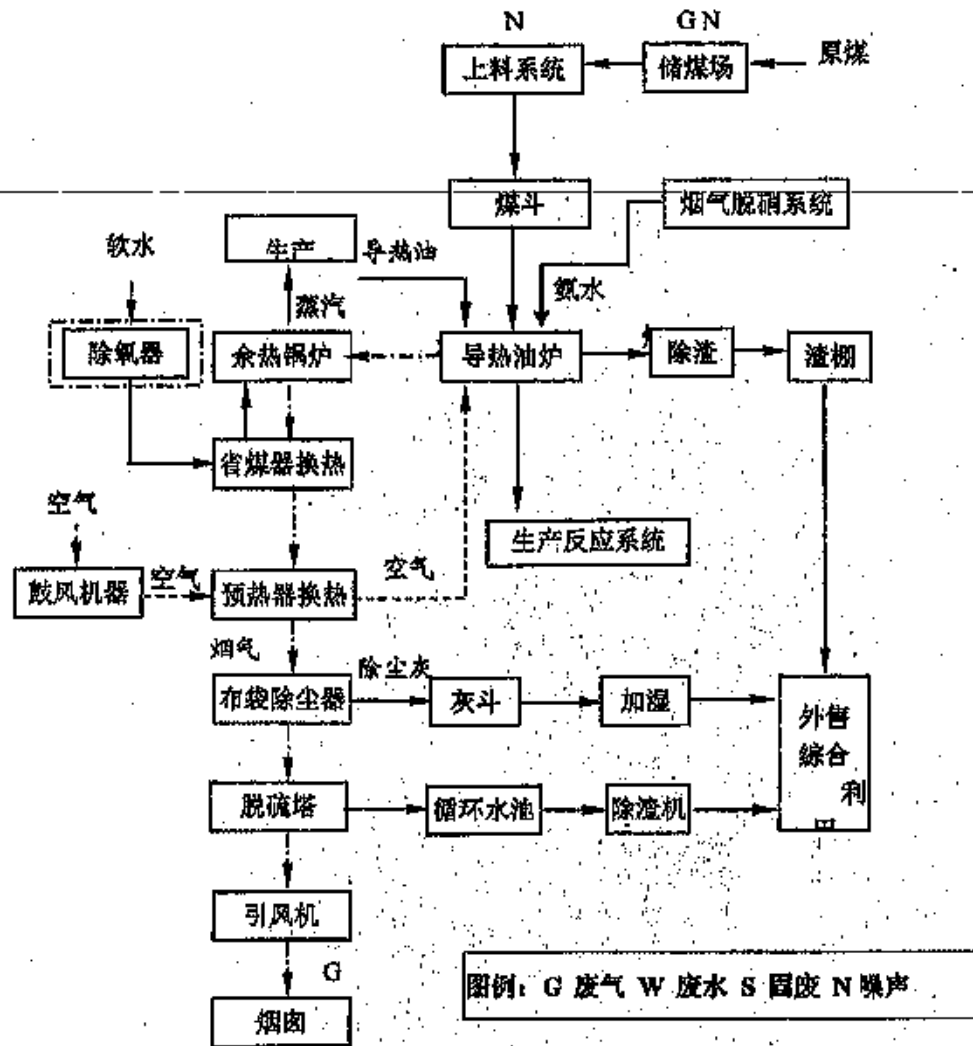 N
GN
上料系统
储煤场
原煤
煤斗
烟气脱硝系统
软水
生产
导热油
蒸汽
氨水
除氧器
余热锅炉
导热油炉
除渣
渣棚
省煤器换热
空气
生产反应系统
鼓风机器
空气
预热器换热
空气
烟气
除尘灰
布袋除尘器
灰斗
加湿
外售
综合
利
用
脱硫塔
循环水池
除渣机
引风机
G
烟囱
图例：G 废气 W 废水 S 固废 N 噪声